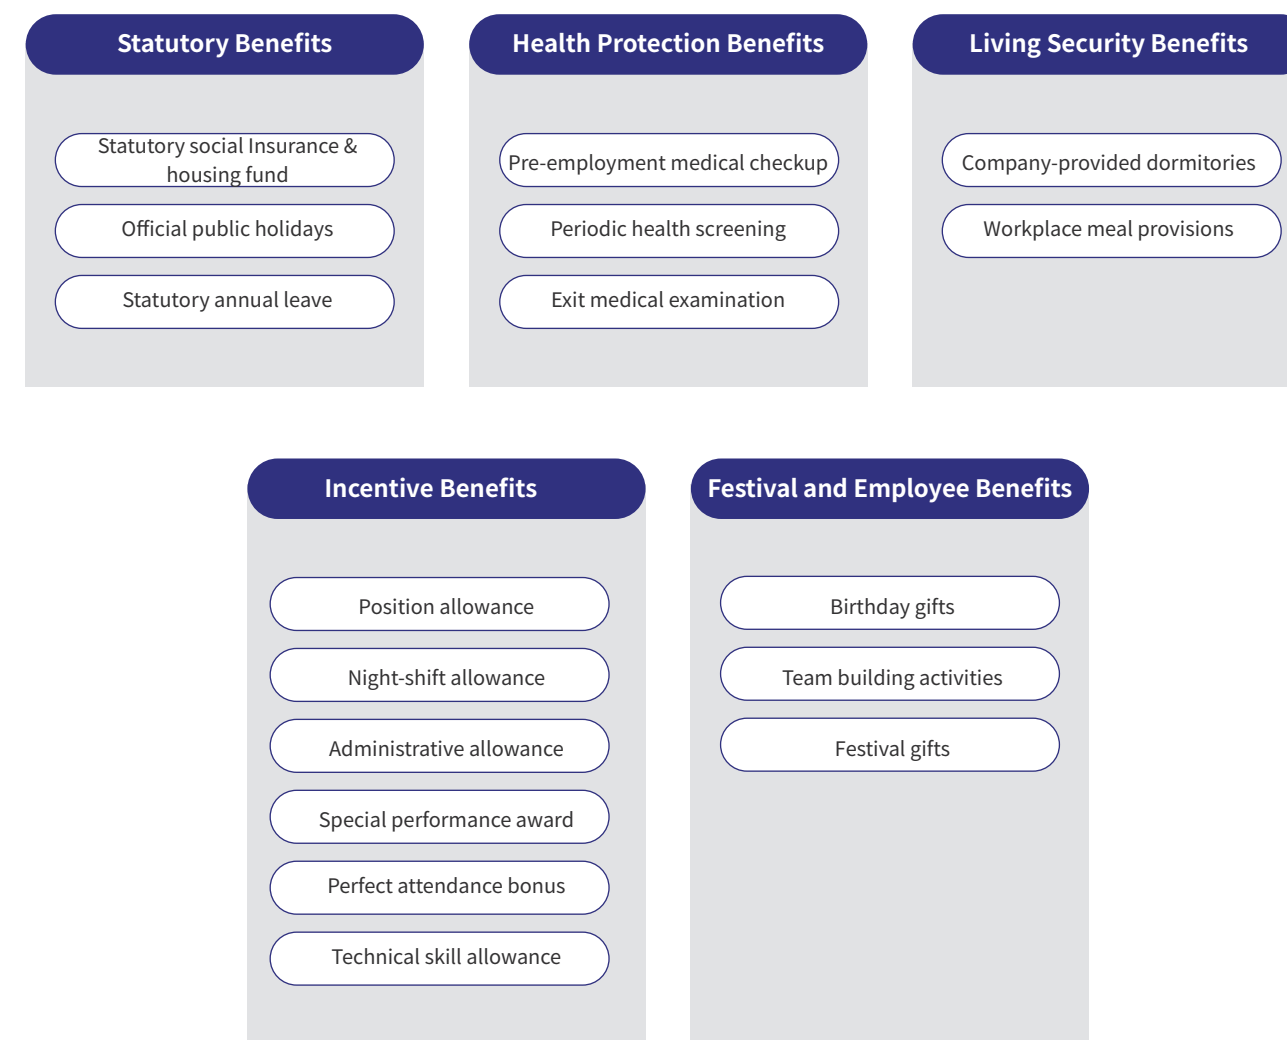 Statutory Benefits
Statutory social Insurance &
housing fund
Official public holidays
Statutory annual leave
Health Protection Benefits
Pre-employment medical checkup
Periodic health screening
Exit medical examination
Living Security Benefits
Company-provided dormitories
Workplace meal provisions
Incentive Benefits
Position allowance
Night-shift allowance
Administrative allowance
Special performance award
Perfect attendance bonus
Technical skill allowance
Festival and Employee Benefits
Birthday gifts
Team building activities
Festival gifts